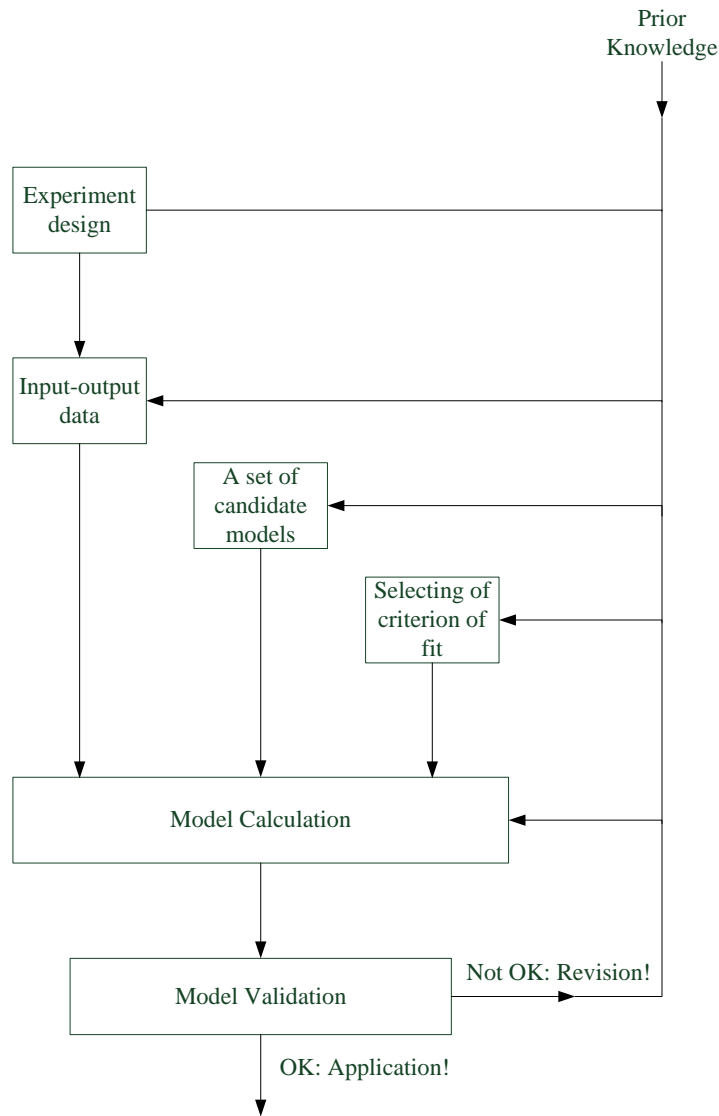 Prior
Knowledge
Experiment
design
Input-output
data
A set of
candidate
models
Selecting of
criterion of
fit
Model Calculation
Model Validation
Not OK: Revision!
OK: Application!